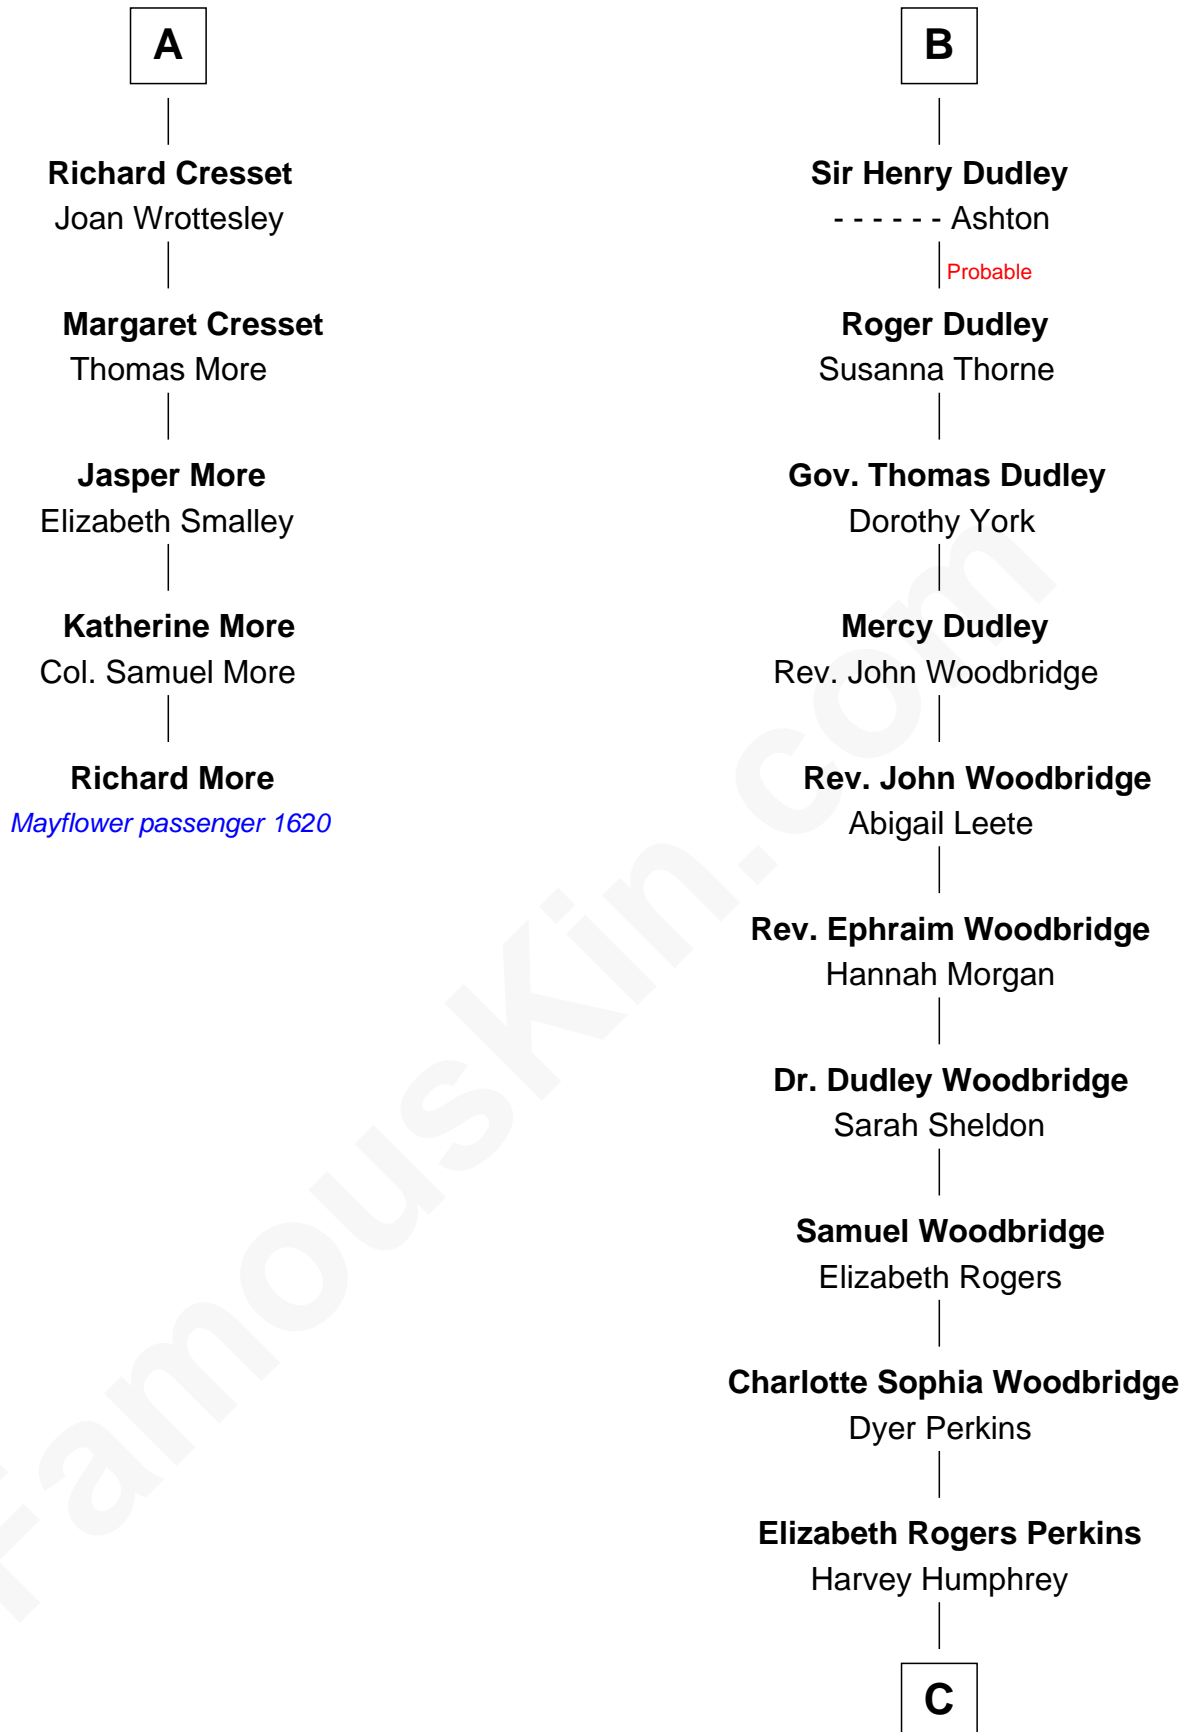 A
Richard Cresset
Joan Wrottesley
Margaret Cresset
Thomas More
Jasper More
Elizabeth Smalley
Katherine More
Col. Samuel More
Richard More
Mayflower passenger 1620
B
Sir Henry Dudley
- - - - - - Ashton
Probable
Roger Dudley
Susanna Thorne
Gov. Thomas Dudley
Dorothy York
Mercy Dudley
Rev. John Woodbridge
Rev. John Woodbridge
Abigail Leete
Rev. Ephraim Woodbridge
Hannah Morgan
Dr. Dudley Woodbridge
Sarah Sheldon
Samuel Woodbridge
Elizabeth Rogers
Charlotte Sophia Woodbridge
Dyer Perkins
Elizabeth Rogers Perkins
Harvey Humphrey
C
FamousKin.com